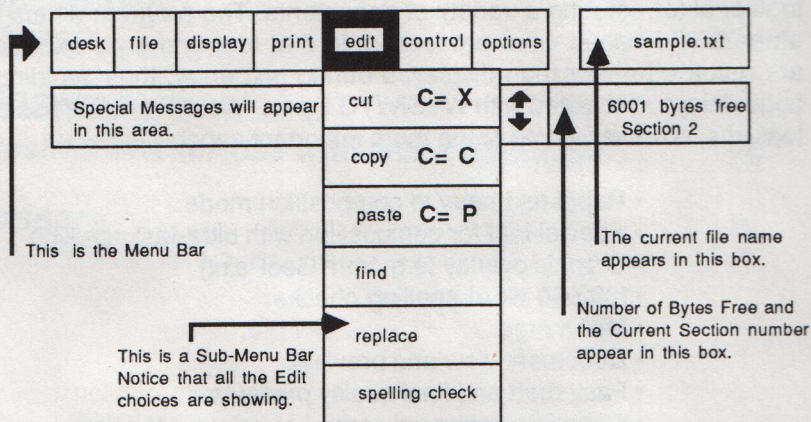 desk file display print edit control options sample.txt
Special Messages will appear
in this area.
cut C= X
6001 bytes free
Section 2
copy C= C
paste C= P
This is the Menu Bar
The current file name
appears in this box.
find
Number of Bytes Free and
the Current Section number
appear in this box.
replace
This is a Sub-Menu Bar
Notice that all the Edit
choices are showing.
spelling check